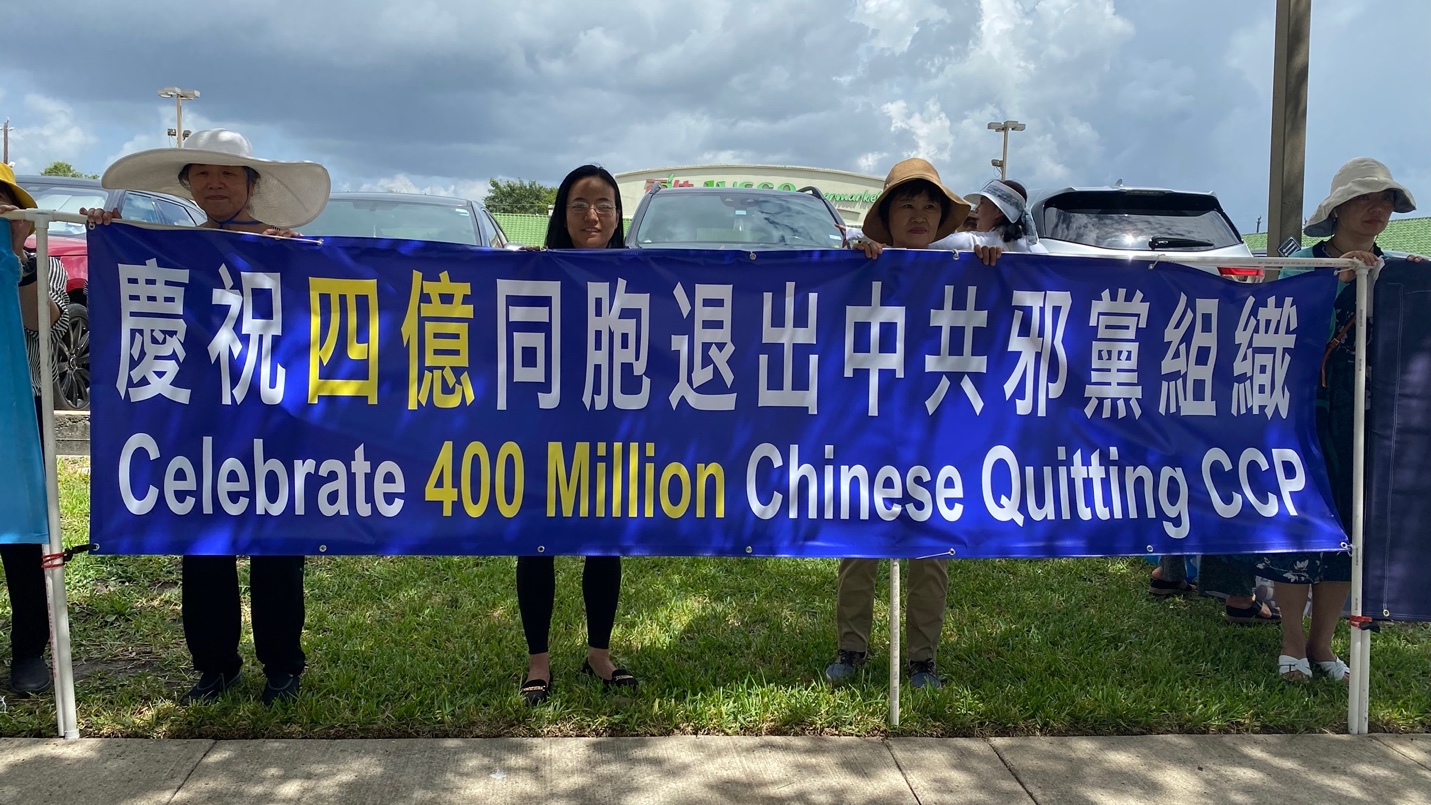 慶祝四億同胞退出中共邪黨組織
Celebrate 400 Million Chinese Quitting CCP